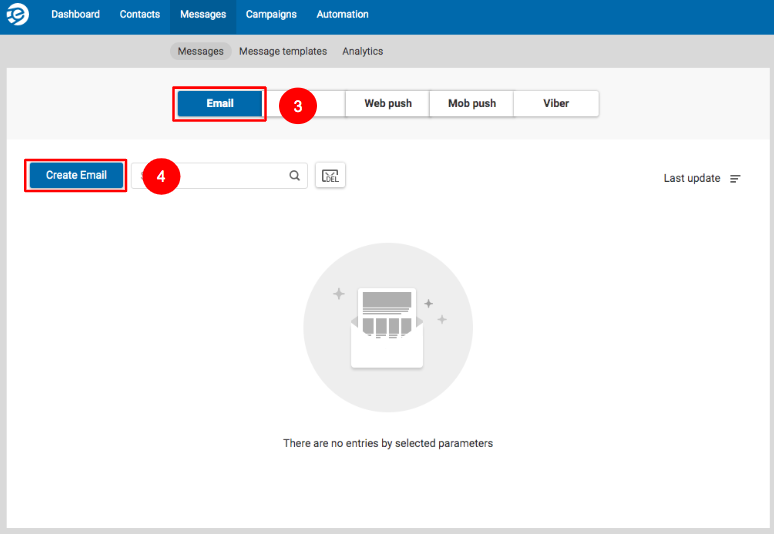 Dashboard Contacts Messages Campaigns Automation
Messages Message templates Analytics
Email 3 Web push Mob push Viber
Create Email 4 DEL Last update
There are no entries by selected parameters